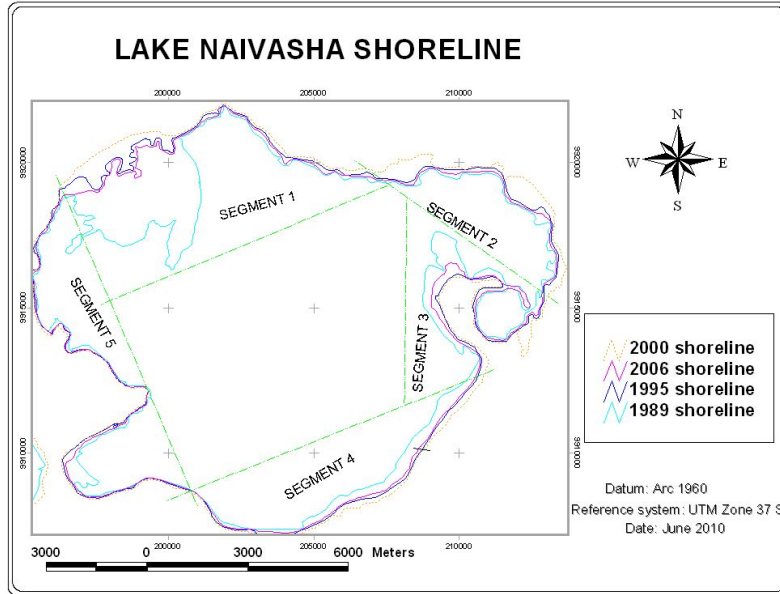 LAKE NAIVASHA SHORELINE
200000 205000 210000
9920000
9920000
SEGMENT 1
SEGMENT 2
9915000
9915000
SEGMENT 5
SEGMENT 3
9910000
9910000
SEGMENT 4
200000 205000 210000
3000 0 3000 6000 Meters
N
W E
S
2000 shoreline
2006 shoreline
1995 shoreline
1989 shoreline
Datum: Arc 1960
Reference system: UTM Zone 37 S
Date: June 2010